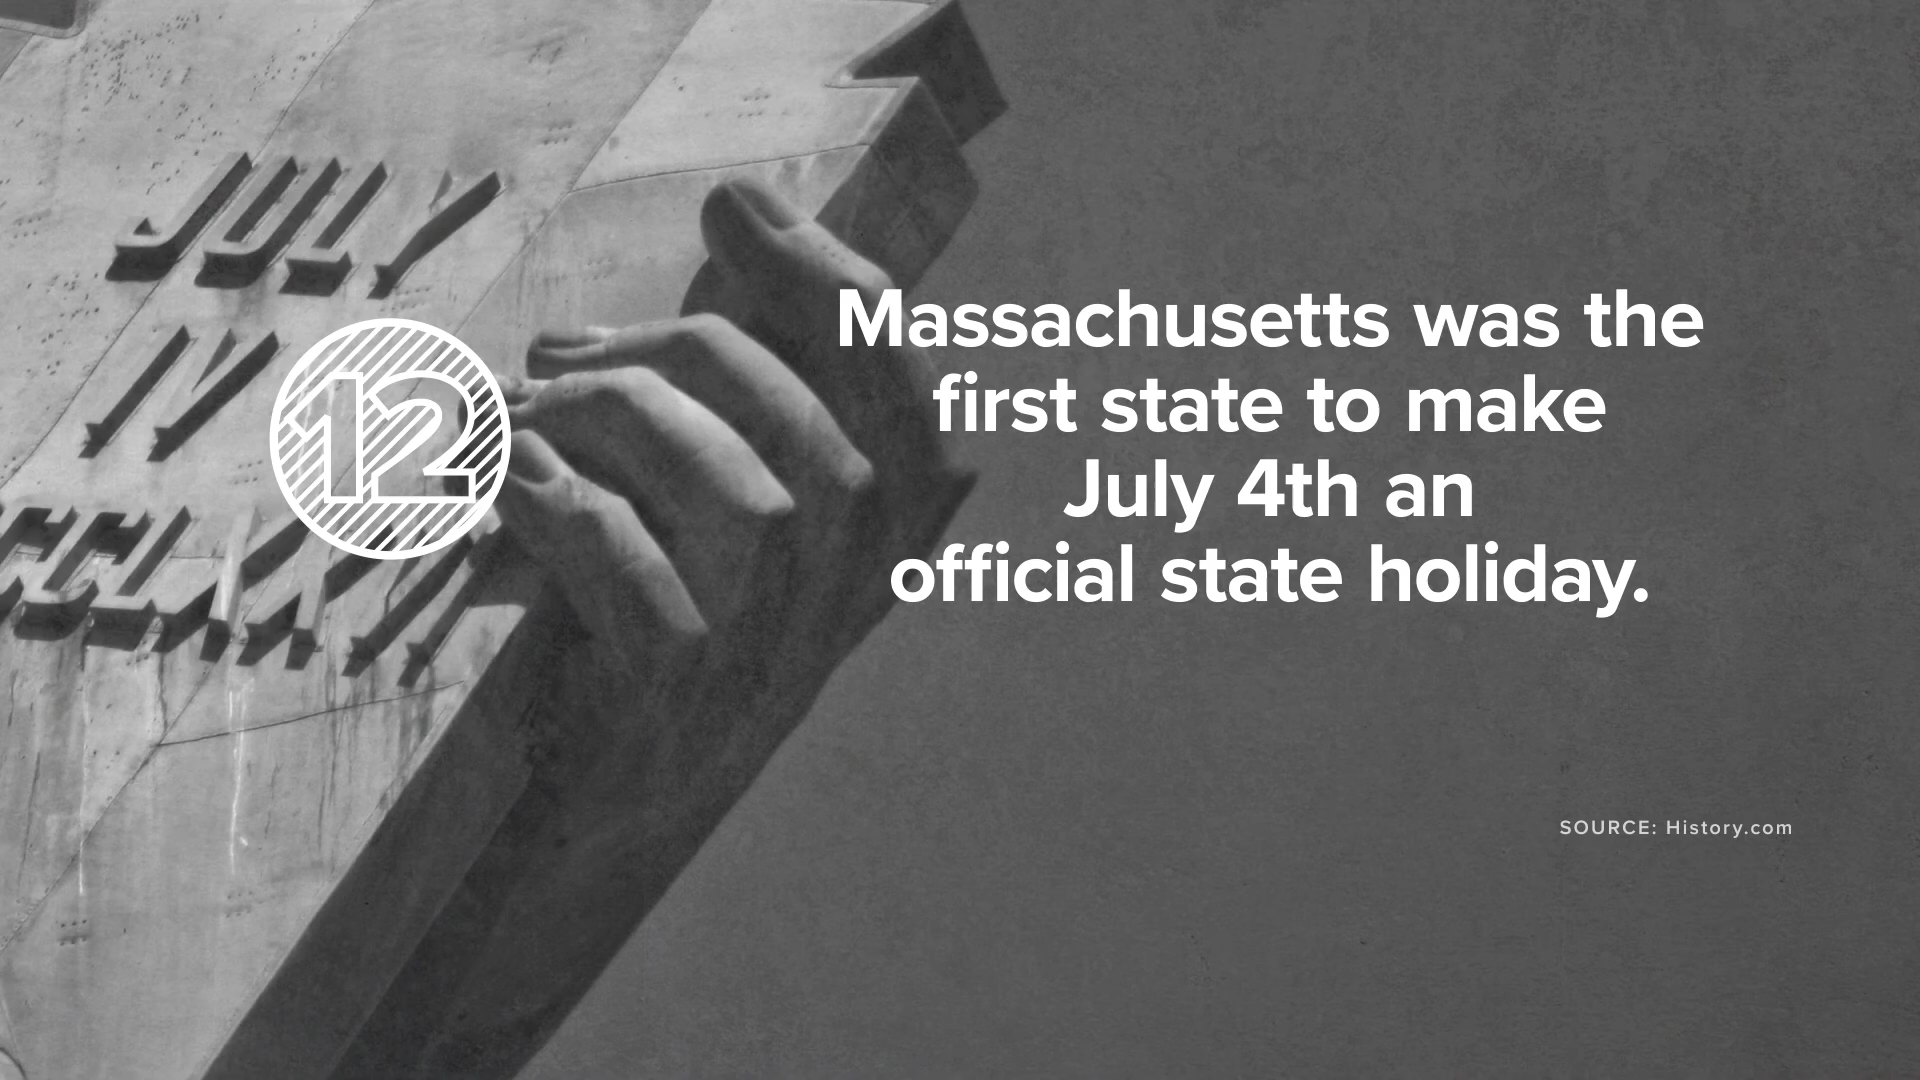 JULY
IV
12
Massachusetts was the
first state to make
July 4th an
official state holiday.
SOURCE: History.com